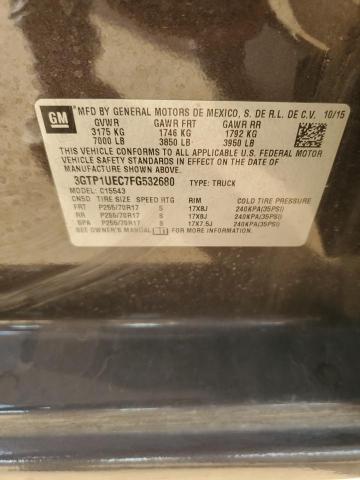 GM MFD BY GENERAL MOTORS DE MEXICO, S. DE R.L. DE C.V. 10/15
GVWR GAWR FRT GAWR RR
3175 KG 1746 KG 1792 KG
7000 LB 3850 LB 3950 LB
THIS VEHICLE CONFORMS TO ALL APPLICABLE U.S. FEDERAL
MOTOR VEHICLE SAFETY STANDARDS IN EFFECT ON THE DATE OF
MANUFACTURE SHOWN ABOVE.
3GTP1UEC7FG532680 TYPE: TRUCK
MODEL: C15543
CNSD TIRE SIZE SPEED RTG RIM COLD TIRE PRESSURE
FRT P255/70R17 S 17X8J 240KPA(35PSI)
RR P255/70R17 S 17X8J 240KPA(35PSI)
SPA P255/70R17 S 17X7.5J 240KPA(35PSI)
SEE OWNER'S MANUAL FOR MORE INFORMATION.